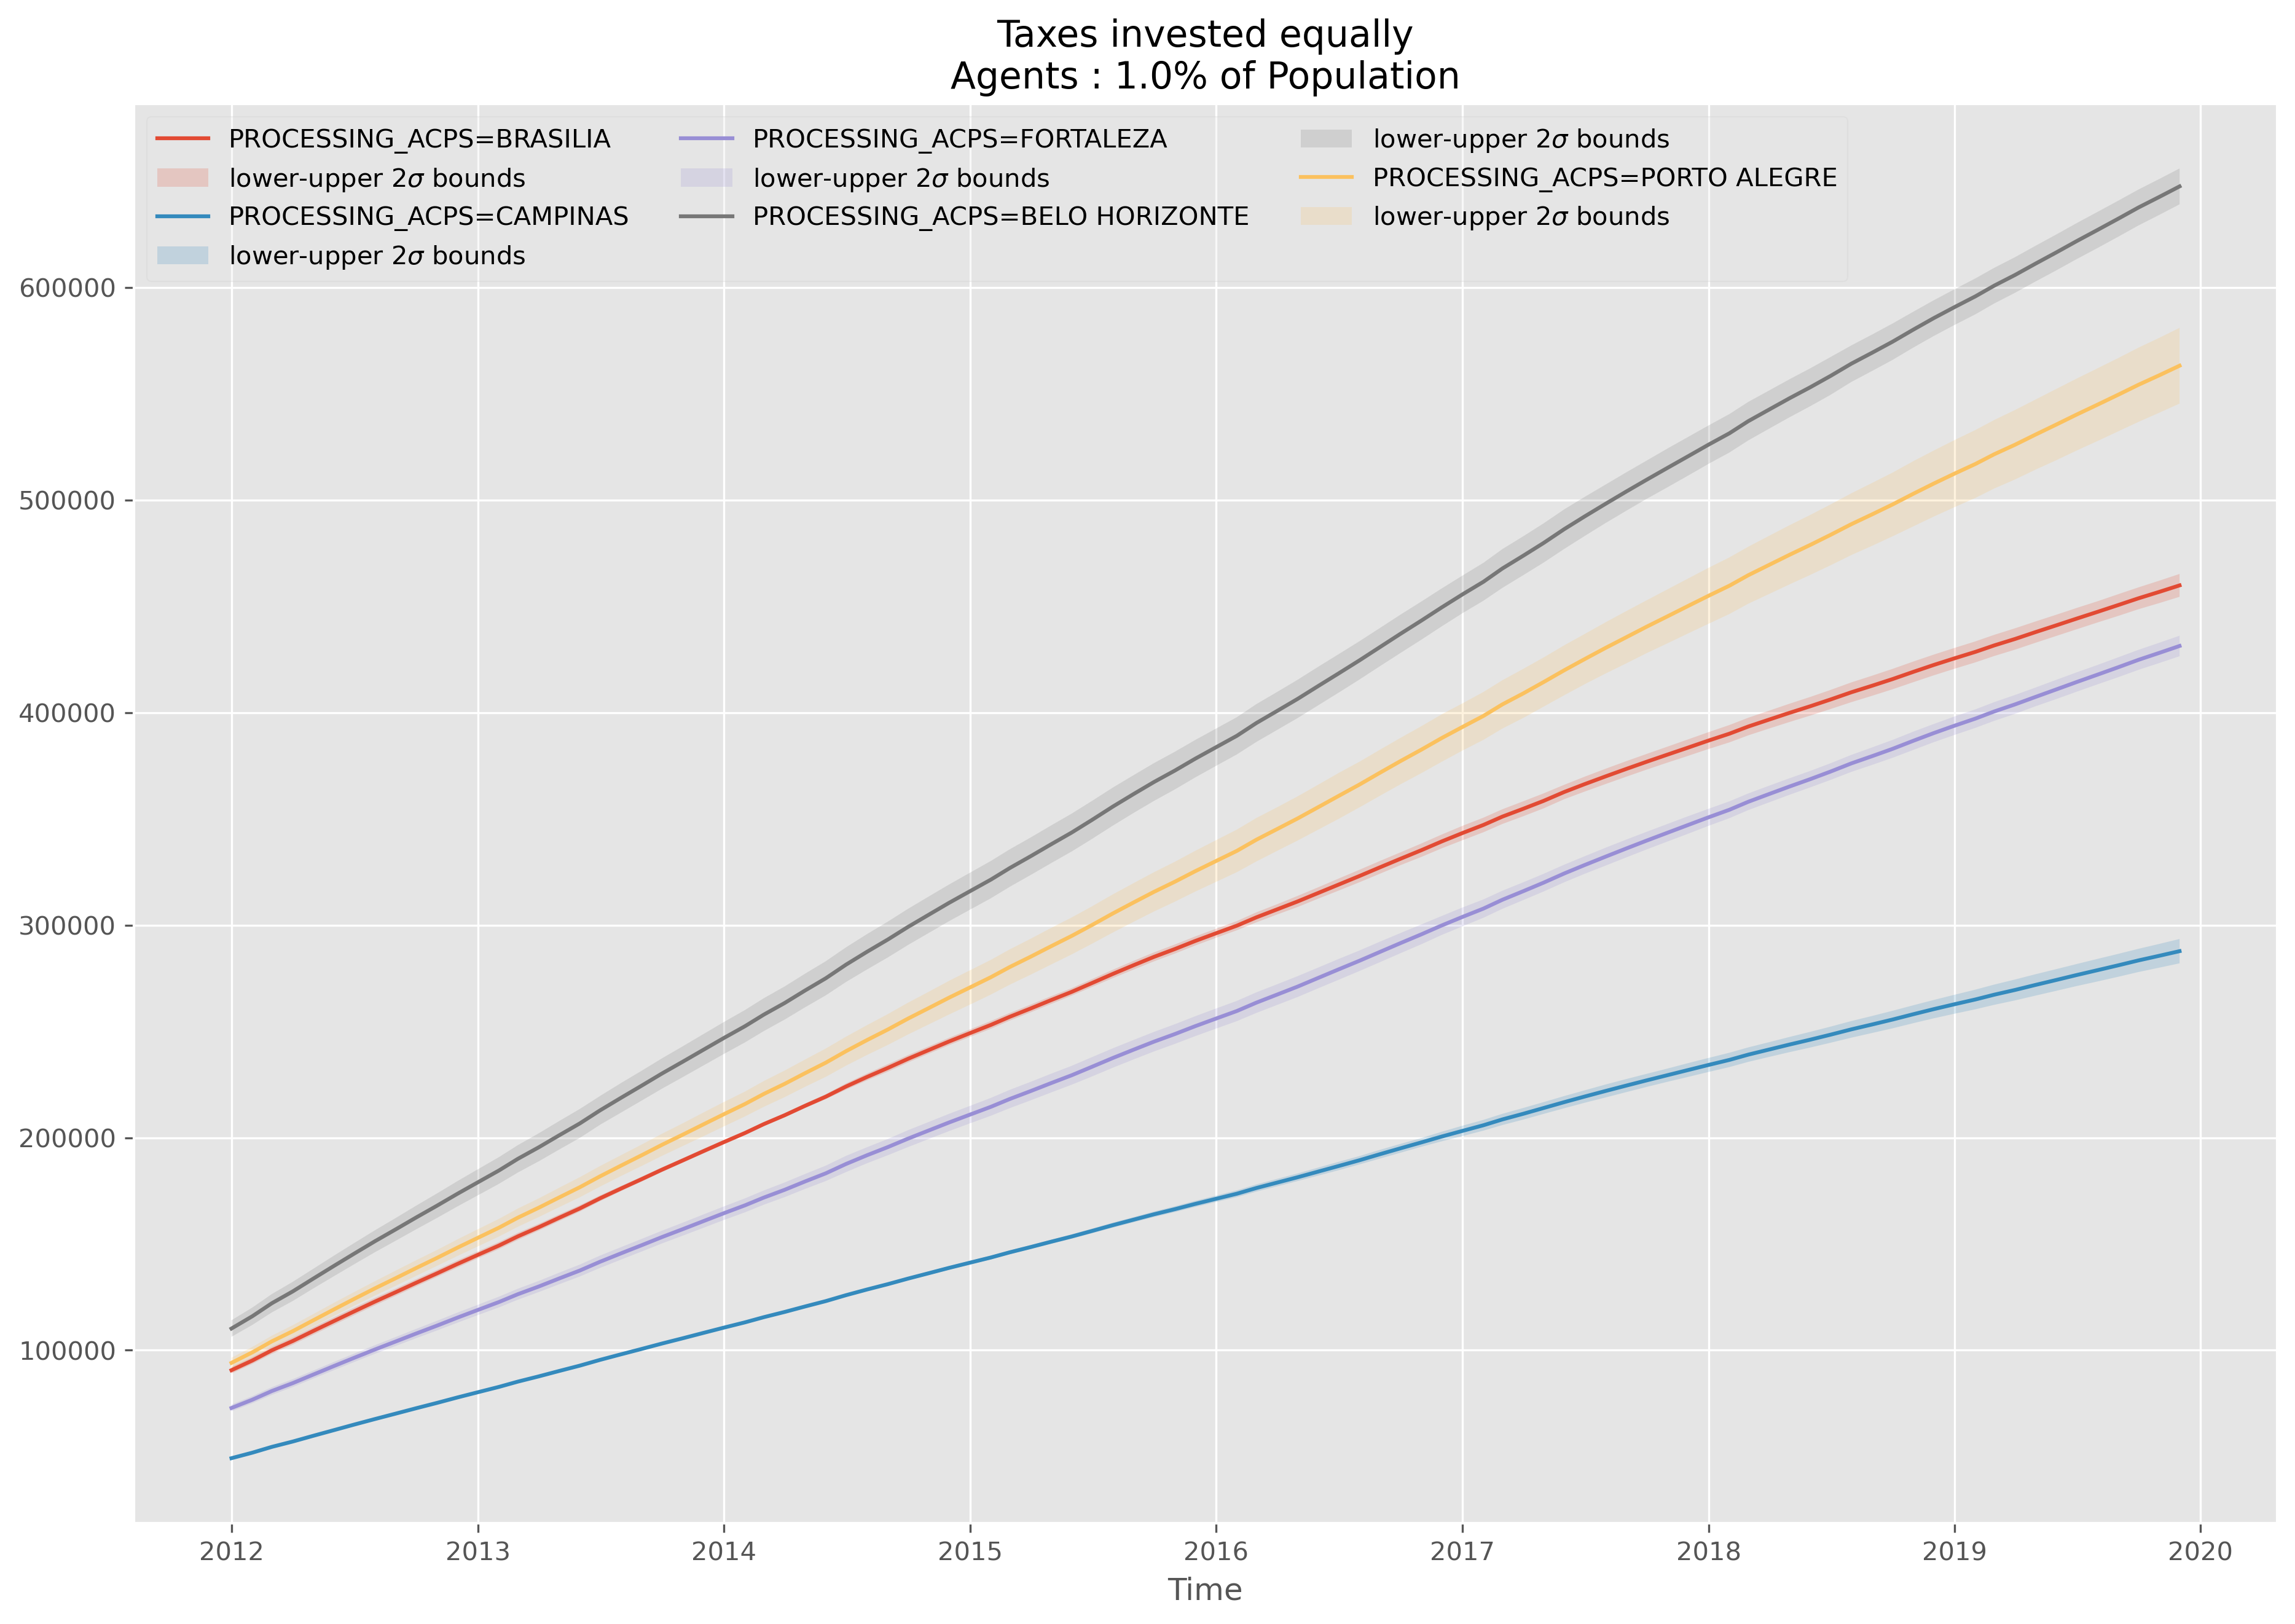 Taxes invested equally
Agents : 1.0% of Population
PROCESSING_ACPS=BRASILIA
lower-upper 2σ bounds
PROCESSING_ACPS=CAMPINAS
lower-upper 2σ bounds
PROCESSING_ACPS=FORTALEZA
lower-upper 2σ bounds
PROCESSING_ACPS=BELO HORIZONTE
lower-upper 2σ bounds
PROCESSING_ACPS=PORTO ALEGRE
lower-upper 2σ bounds
600000
500000
400000
300000
200000
100000
2012 2013 2014 2015 2016 2017 2018 2019 2020
Time